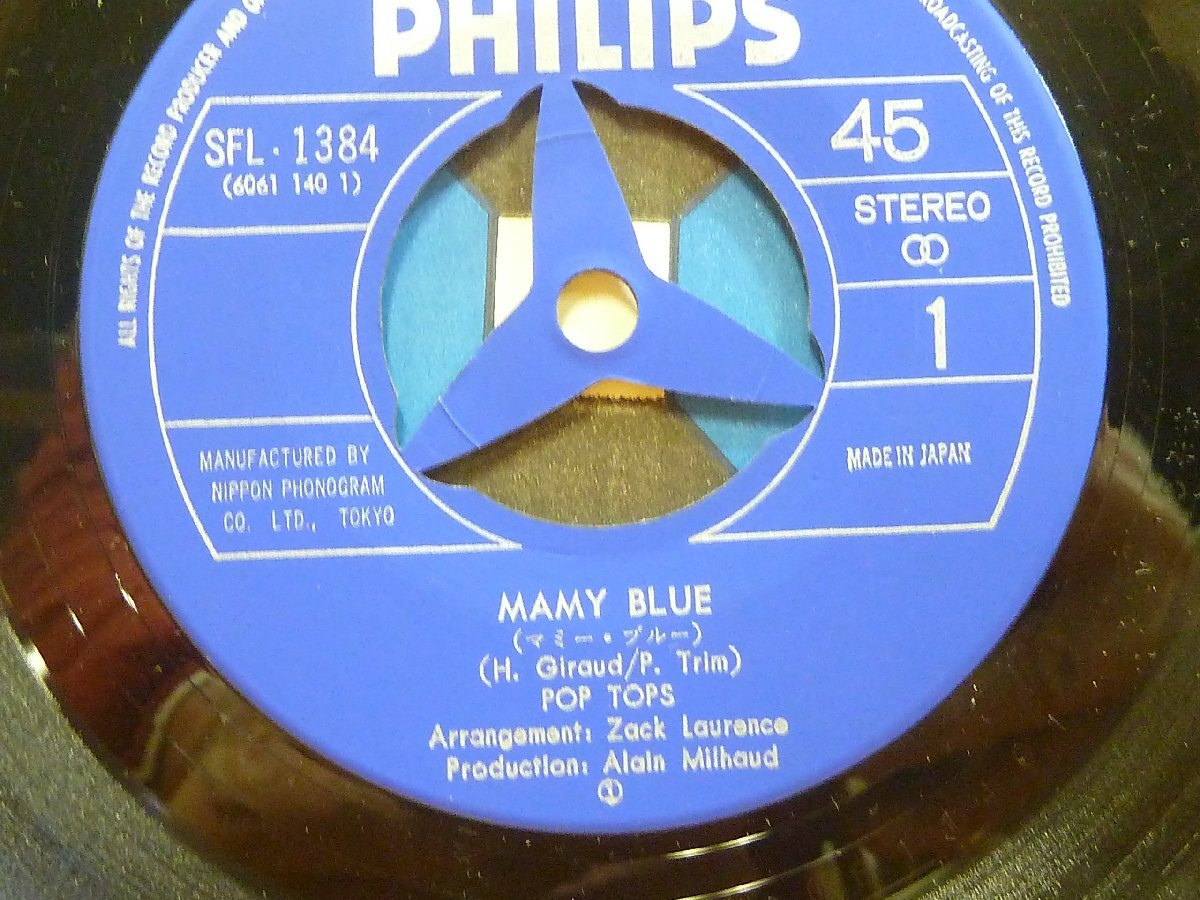 PHILIPS
ALL RIGHTS OF THE RECORD PRODUCER AND
BROADCASTING OF THIS RECORD PROHIBITED
SFL・1384
(6061 140 1)
45
STEREO
1
MANUFACTURED BY
NIPPON PHONOGRAM
CO. LTD., TOKYO
MADE IN JAPAN
MAMY BLUE
(マミー・ブルー)
(H. Giraud/P. Trim)
POP TOPS
Arrangement: Zack Laurence
Production: Alain Milhaud
①